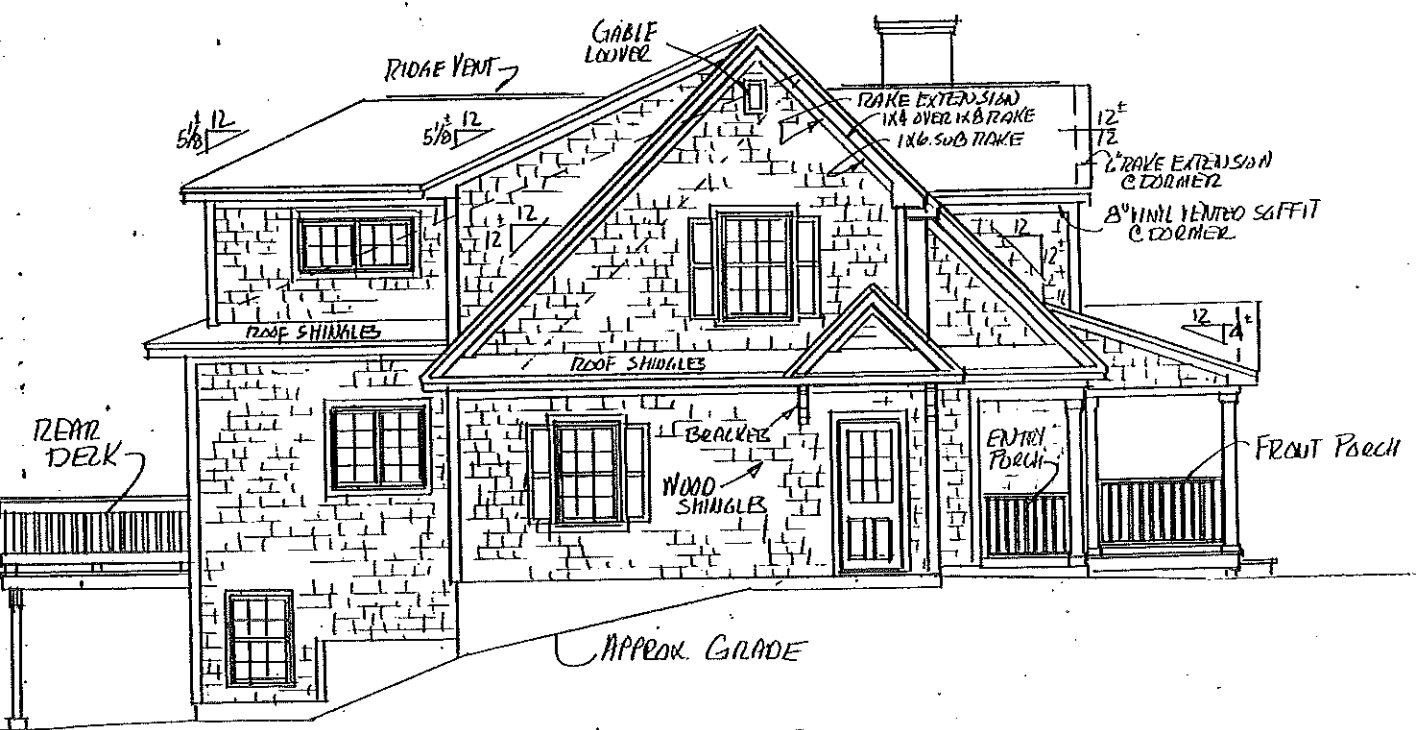 GABLE
LOUVER
RIDGE VENT
RAKE EXTENSION
1X4 OVER 1X8 RAKE
1X6 SUB RAKE
12
5 1/8 ±
12
5 1/8 ±
12 ±
12
RAKE EXTENSION
C DORMER
8" VINYL VENTED SOFFIT
C DORMER
12
12 ±
12
12 ±
ROOF SHINGLES
12
4 ±
ROOF SHINGLES
BRACKETS
REAR
DECK
ENTRY
PORCH
FRONT PORCH
WOOD
SHINGLES
APPROX. GRADE